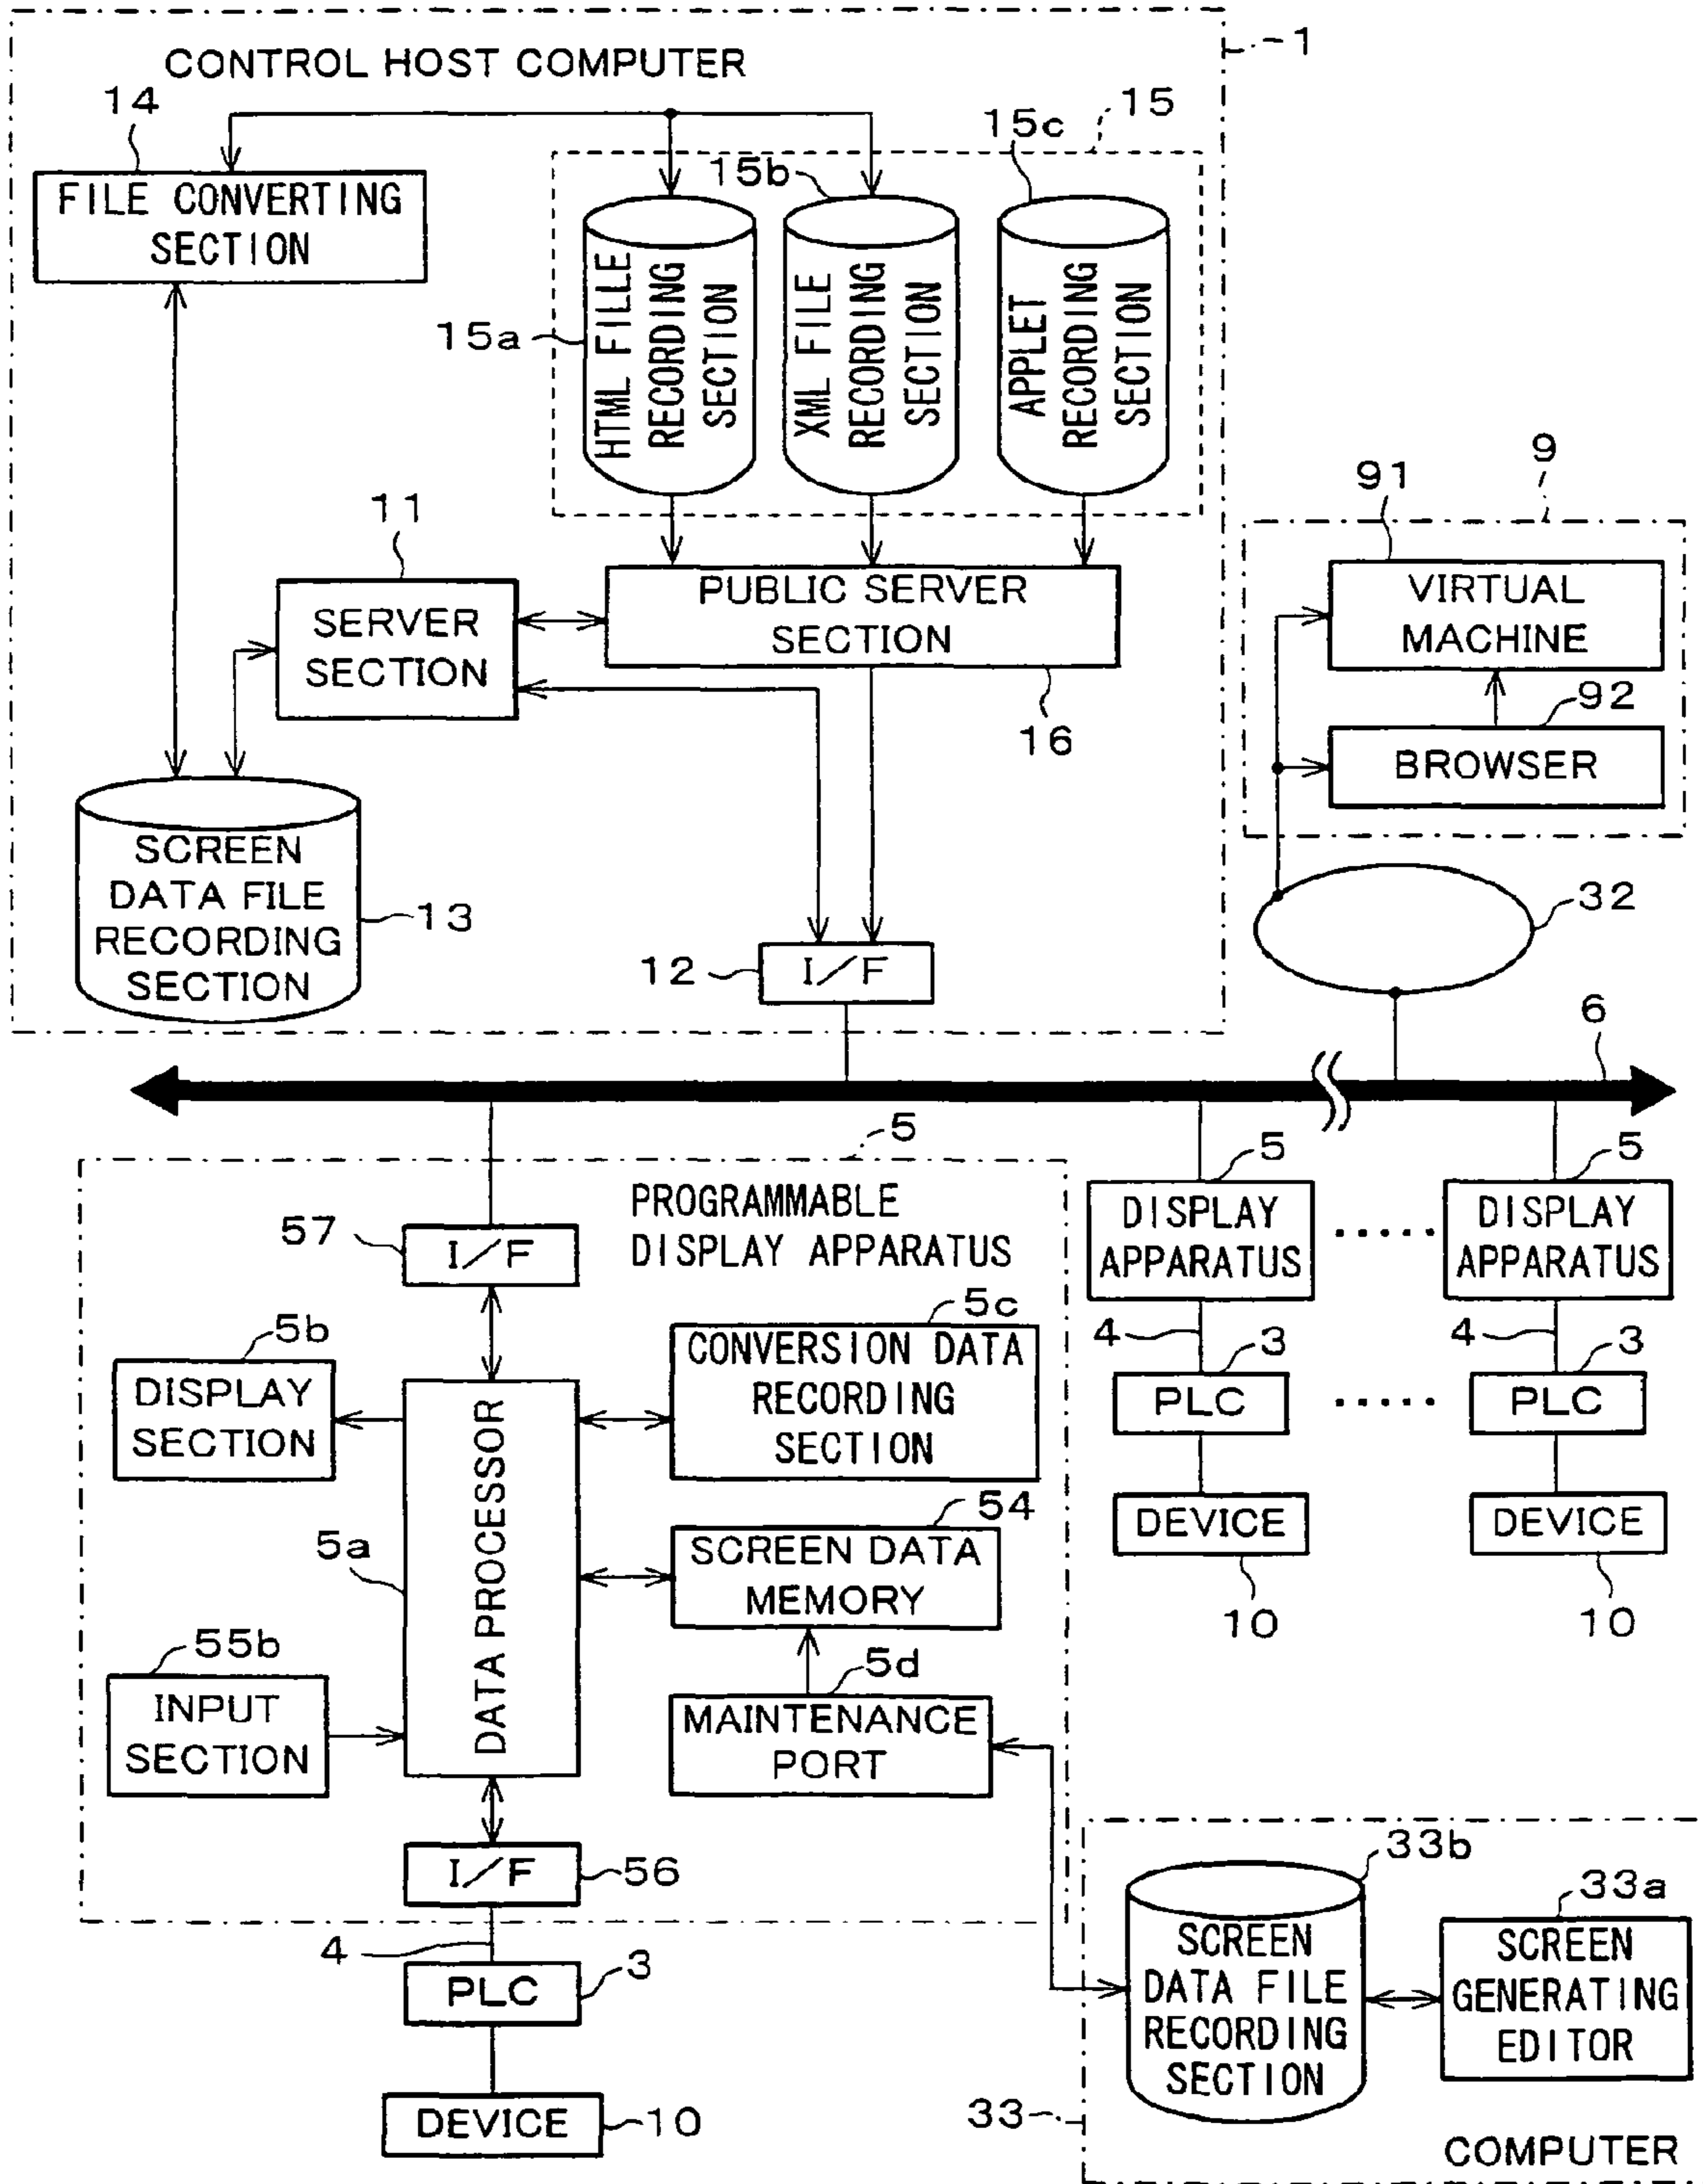 1
CONTROL HOST COMPUTER
14
15
15c
15b
FILE CONVERTING
SECTION
HTML FILLE
RECORDING
SECTION
XML FILE
RECORDING
SECTION
APPLET
RECORDING
SECTION
15a
11
9
91
PUBLIC SERVER
SECTION
SERVER
SECTION
VIRTUAL
MACHINE
92
16
BROWSER
SCREEN
DATA FILE
RECORDING
SECTION
13
32
12
I/F
6
5
5
5
PROGRAMMABLE
DISPLAY APPARATUS
57
I/F
DISPLAY
APPARATUS
.....
DISPLAY
APPARATUS
5b
5c
4
3
4
3
DISPLAY
SECTION
CONVERSION DATA
RECORDING
SECTION
PLC
.....
PLC
DATA PROCESSOR
54
DEVICE
DEVICE
5a
SCREEN DATA
MEMORY
10
10
55b
5d
INPUT
SECTION
MAINTENANCE
PORT
33b
I/F
56
33a
4
3
PLC
SCREEN
DATA FILE
RECORDING
SECTION
SCREEN
GENERATING
EDITOR
DEVICE
10
33
COMPUTER